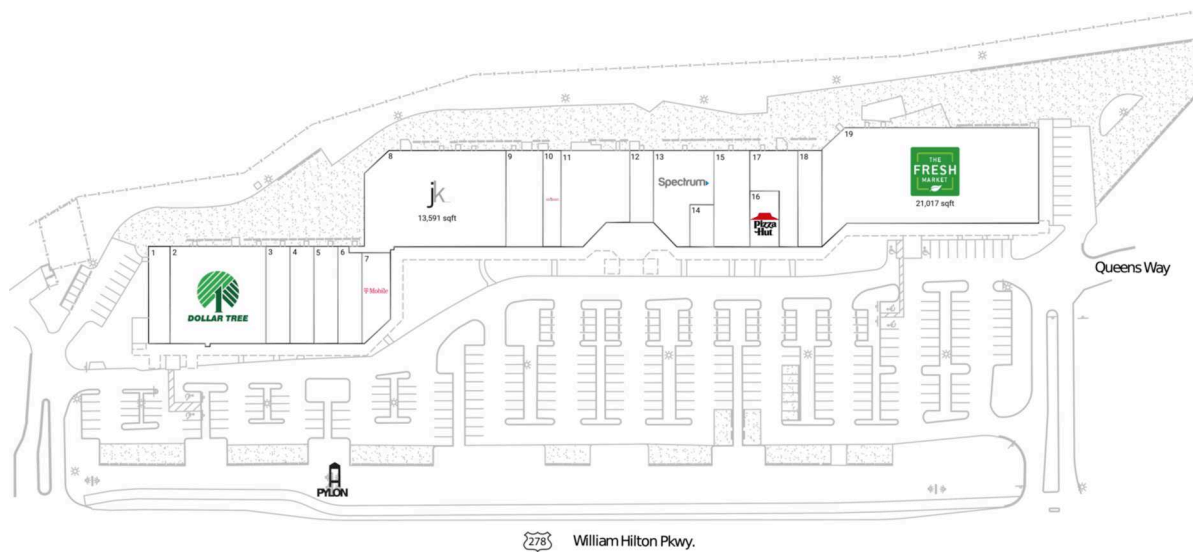 19
THE
FRESH
MARKET
21,017 sqft
8
jk
13,591 sqft
9
10
11
12
13
Spectrum
14
15
17
16
Pizza
Hut
18
1
2
DOLLAR TREE
3
4
5
6
7
T Mobile
Queens Way
PYLON
278 William Hilton Pkwy.